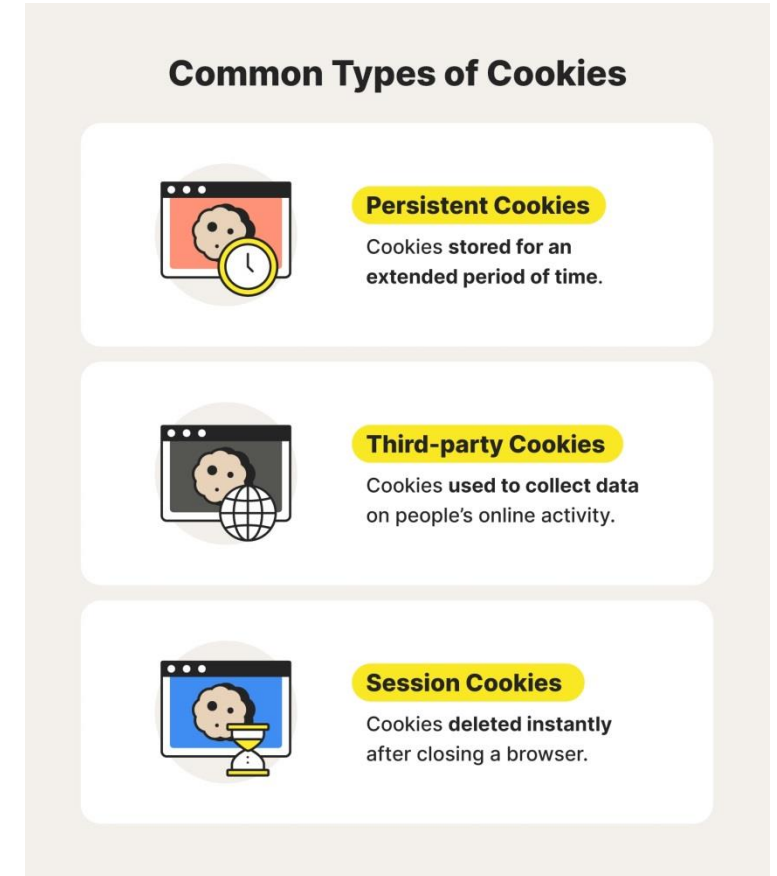 Common Types of Cookies
Persistent Cookies
Cookies stored for an
extended period of time.
Third-party Cookies
Cookies used to collect data
on people’s online activity.
Session Cookies
Cookies deleted instantly
after closing a browser.